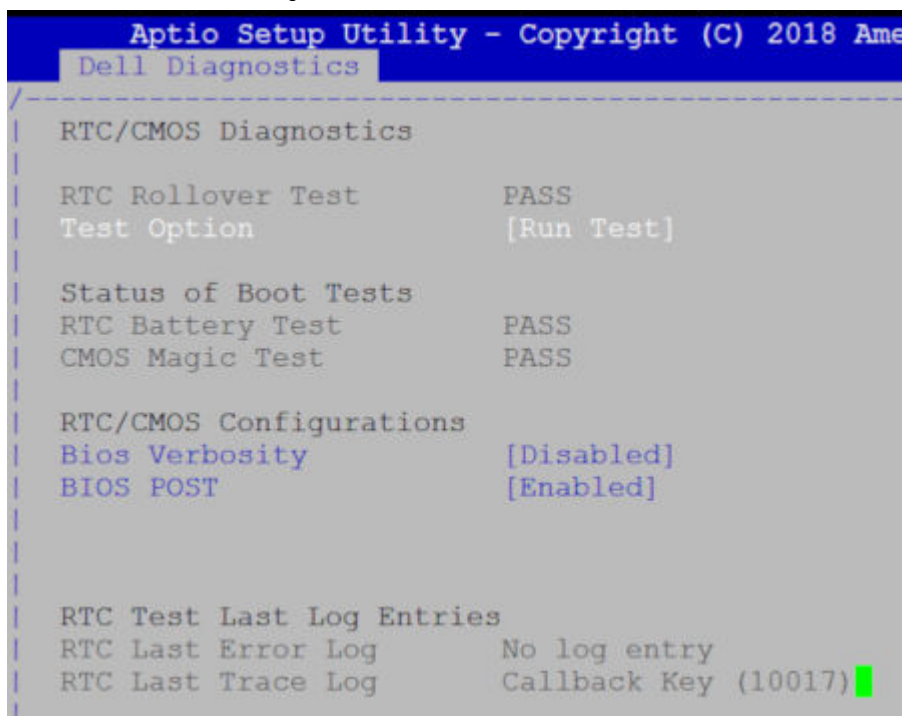 Aptio Setup Utility - Copyright (C) 2018 Ame
Dell Diagnostics
RTC/CMOS Diagnostics
RTC Rollover Test PASS
Test Option [Run Test]
Status of Boot Tests
RTC Battery Test PASS
CMOS Magic Test PASS
RTC/CMOS Configurations
Bios Verbosity [Disabled]
BIOS POST [Enabled]
RTC Test Last Log Entries
RTC Last Error Log No log entry
RTC Last Trace Log Callback Key (10017)